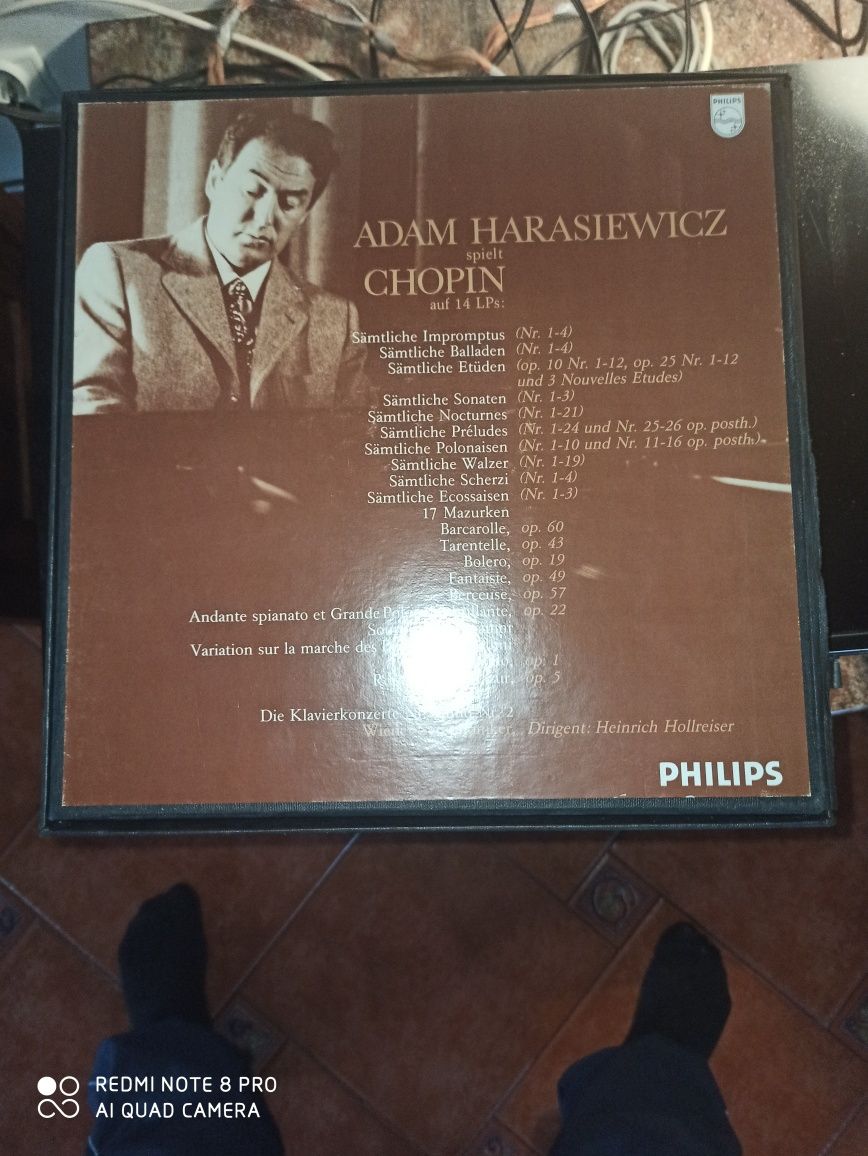 PHILIPS
ADAM HARASIEWICZ
spielt
CHOPIN
auf 14 LPs:
Sämtliche Impromptus (Nr. 1-4)
Sämtliche Balladen (Nr. 1-4)
Sämtliche Etüden (op. 10 Nr. 1-12, op. 25 Nr. 1-12
und 3 Nouvelles Etudes)
Sämtliche Sonaten (Nr. 1-3)
Sämtliche Nocturnes (Nr. 1-21)
Sämtliche Préludes (Nr. 1-24 und Nr. 25-26 op. posth.)
Sämtliche Polonaisen (Nr. 1-10 und Nr. 11-16 op. posth.)
Sämtliche Walzer (Nr. 1-19)
Sämtliche Scherzi (Nr. 1-4)
Sämtliche Ecossaisen (Nr. 1-3)
17 Mazurken
Barcarolle, op. 60
Tarentelle, op. 43
Bolero, op. 19
Fantaisie, op. 49
Berceuse, op. 57
Andante spianato et Grande op. 22
Variation sur la marche des
op. 1
op. 5
Die Klavierkonzerte 2
Dirigent: Heinrich Hollreiser
PHILIPS
REDMI NOTE 8 PRO
AI QUAD CAMERA